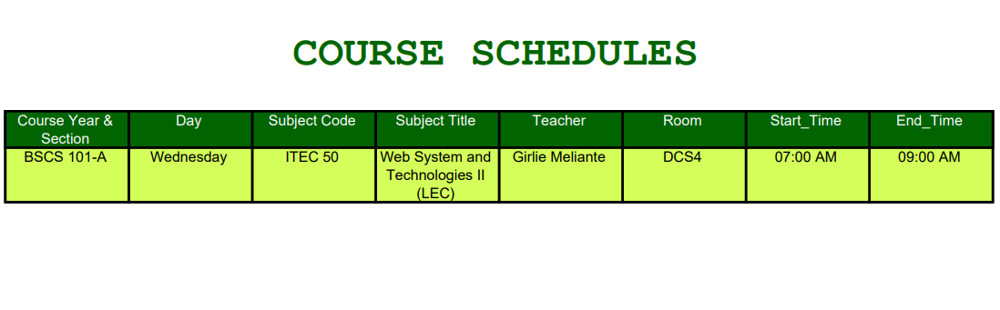 COURSE SCHEDULES
Course Year & Section Day Subject Code Subject Title Teacher Room Start_Time End_Time
BSCS 101-A Wednesday ITEC 50 Web System and Technologies II (LEC) Girlie Meliante DCS4 07:00 AM 09:00 AM